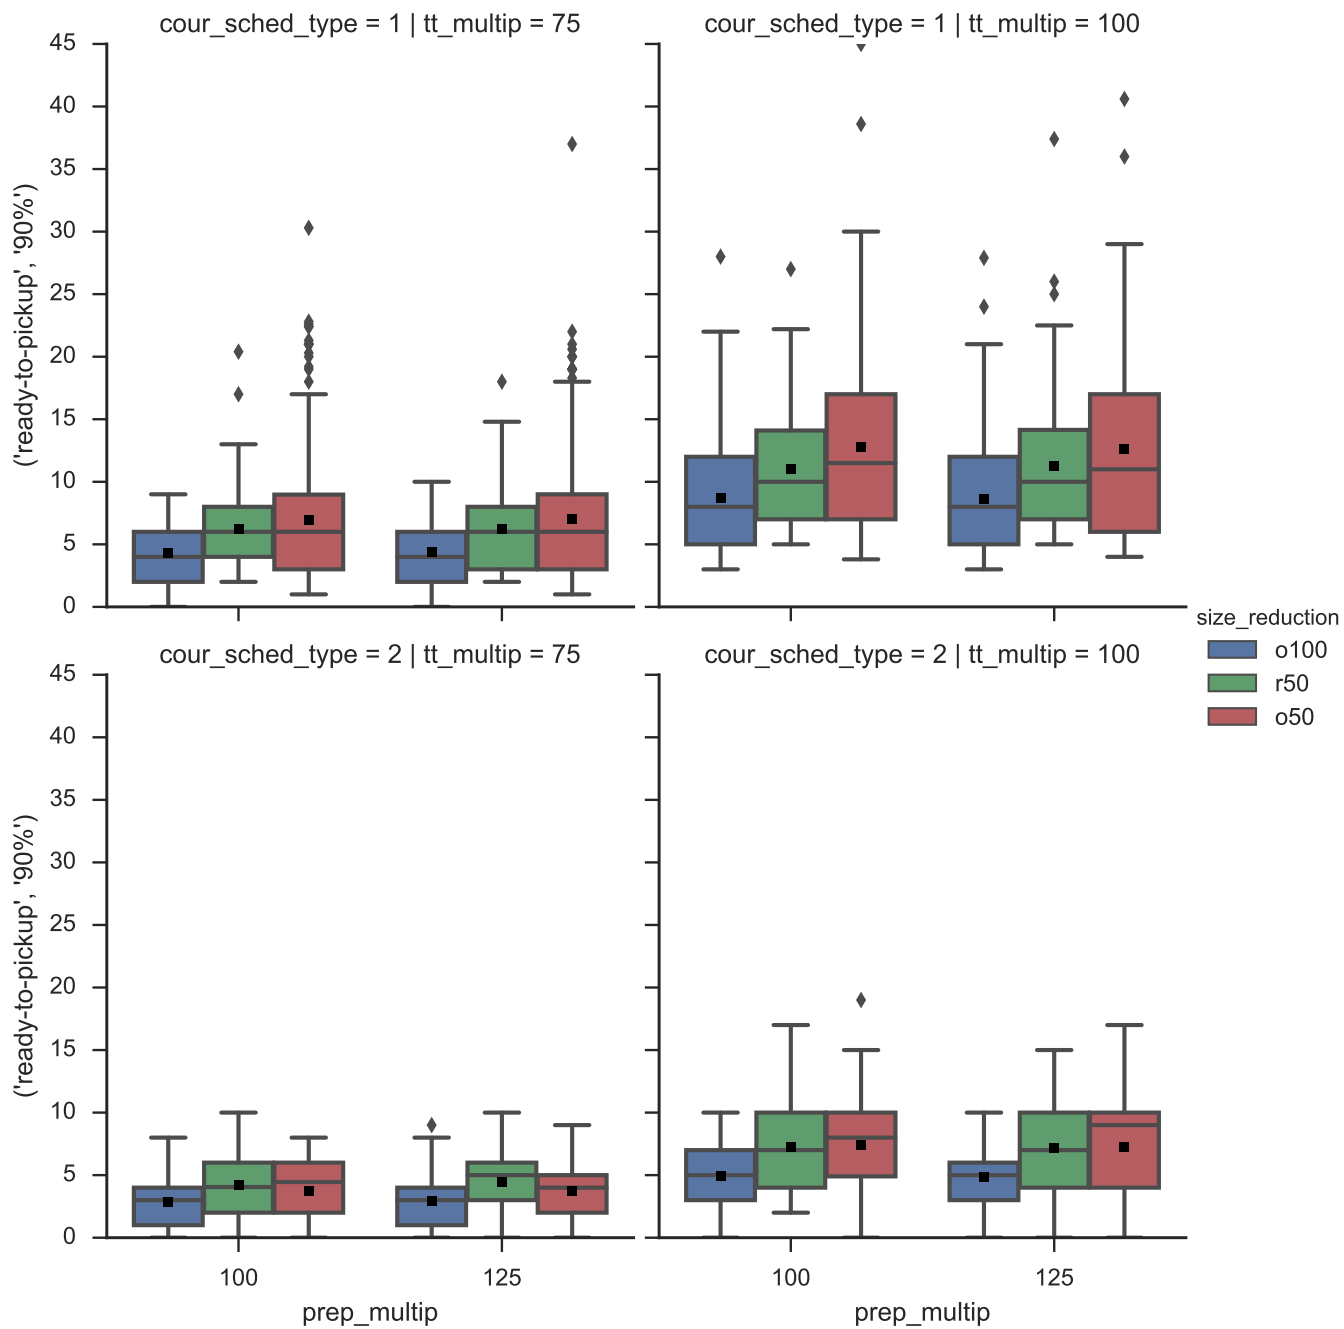 cour_sched_type = 1 | tt_multip = 75
cour_sched_type = 1 | tt_multip = 100
45
40
35
30
25
20
15
10
5
0
('ready-to-pickup', '90%')
size_reduction
o100
r50
o50
cour_sched_type = 2 | tt_multip = 75
cour_sched_type = 2 | tt_multip = 100
45
40
35
30
25
20
15
10
5
0
('ready-to-pickup', '90%')
100
125
100
125
prep_multip
prep_multip